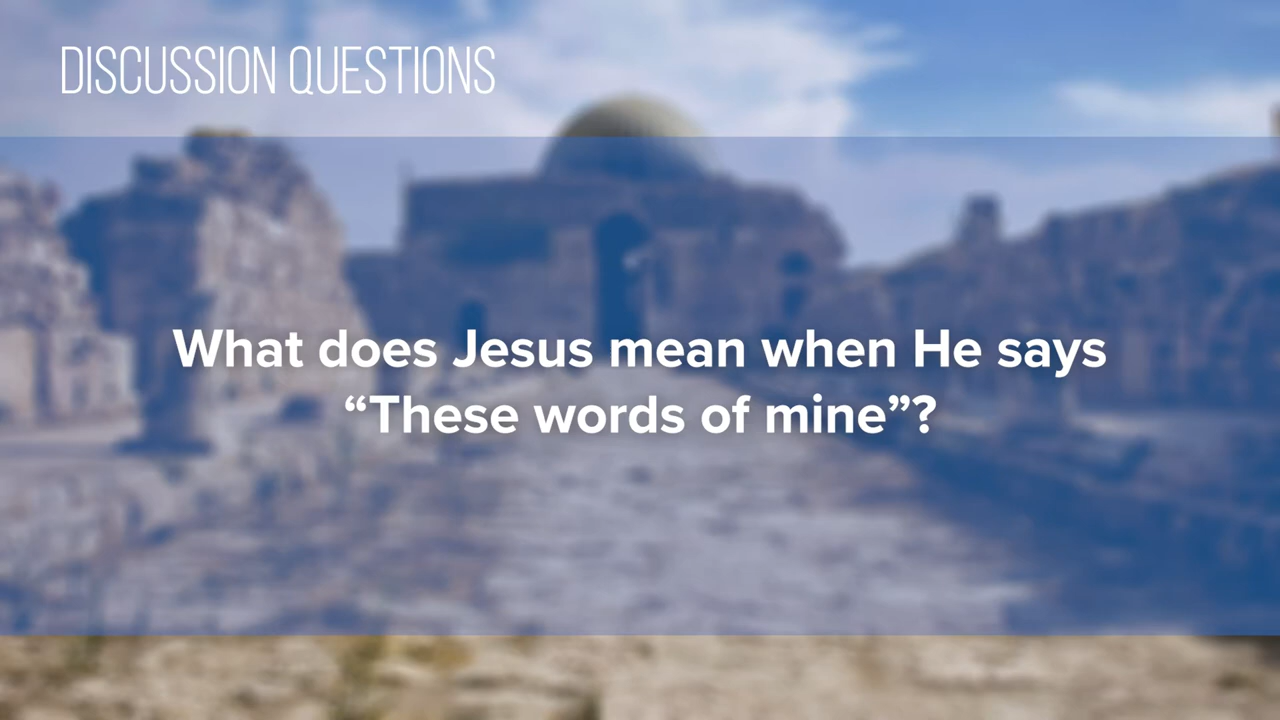 DISCUSSION QUESTIONS
What does Jesus mean when He says
“These words of mine”?